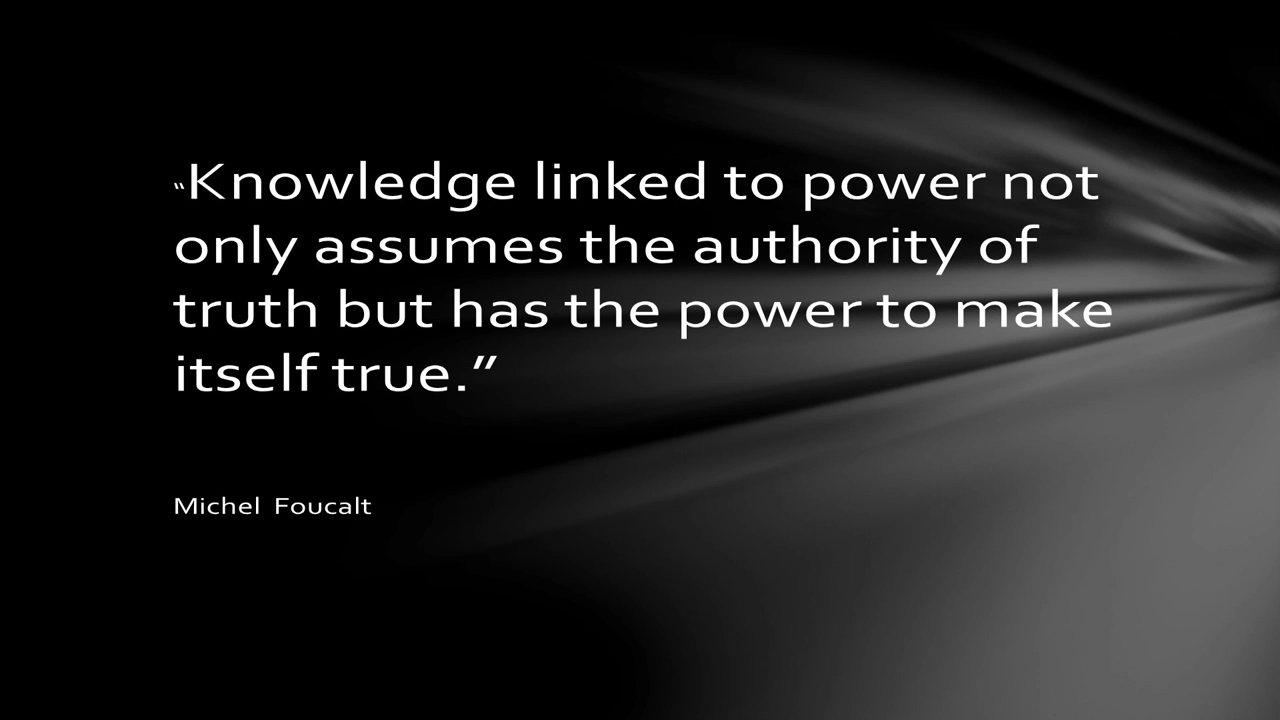 “Knowledge linked to power not
only assumes the authority of
truth but has the power to make
itself true.”
Michel Foucalt